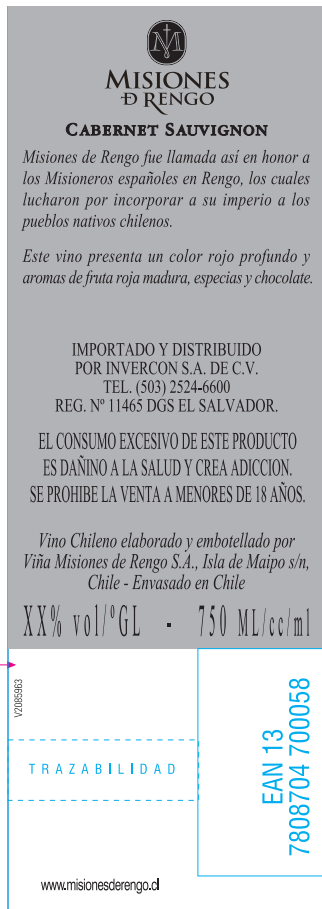 MISIONES
Ð RENGO
CABERNET SAUVIGNON
Misiones de Rengo fue llamada así en honor a
los Misioneros españoles en Rengo, los cuales
lucharon por incorporar a su imperio a los
pueblos nativos chilenos.
Este vino presenta un color rojo profundo y
aromas de fruta roja madura, especias y chocolate.
IMPORTADO Y DISTRIBUIDO
POR INVERCON S.A. DE C.V.
TEL. (503) 2524-6600
REG. Nº 11465 DGS EL SALVADOR.
EL CONSUMO EXCESIVO DE ESTE PRODUCTO
ES DAÑINO A LA SALUD Y CREA ADICCION.
SE PROHIBE LA VENTA A MENORES DE 18 AÑOS.
Vino Chileno elaborado y embotellado por
Viña Misiones de Rengo S.A., Isla de Maipo s/n,
Chile - Envasado en Chile
XX% vol/ºGL - 750 ML/cc/ml
V2085963
TRAZABILIDAD
EAN 13
7808704 700058
www.misionesderengo.cl